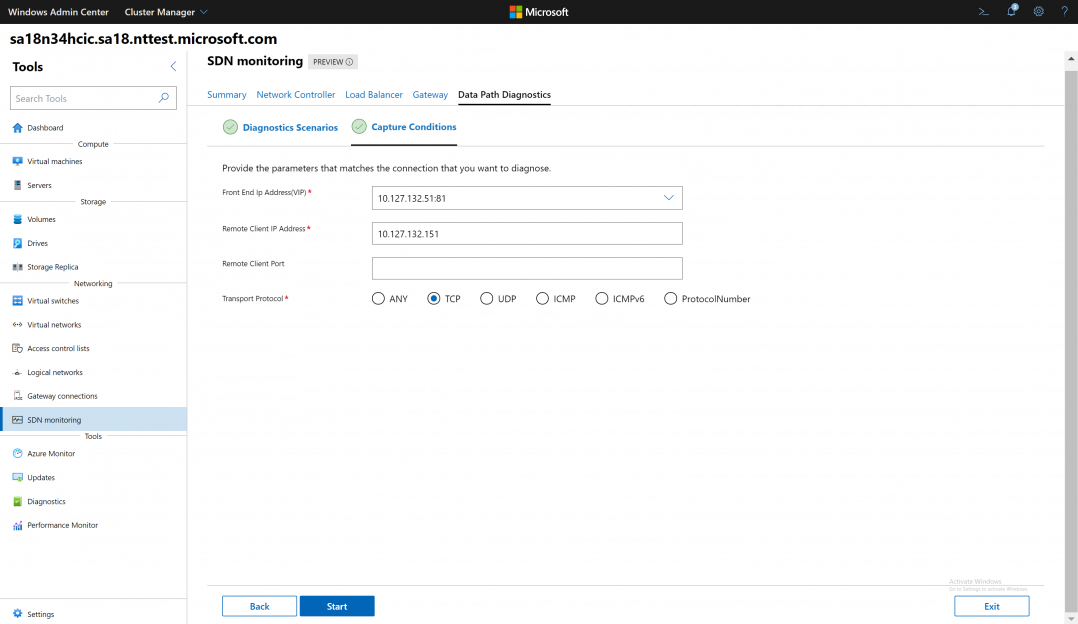 Windows Admin Center
Cluster Manager
Microsoft
3
?
sa18n34hcic.sa18.nttest.microsoft.com
Tools
Search Tools
Dashboard
Compute
Virtual machines
Servers
Storage
Volumes
Drives
Storage Replica
Networking
Virtual switches
Virtual networks
Access control lists
Logical networks
Gateway connections
SDN monitoring
Tools
Azure Monitor
Updates
Diagnostics
Performance Monitor
Settings
SDN monitoring PREVIEW
Summary Network Controller Load Balancer Gateway Data Path Diagnostics
Diagnostics Scenarios Capture Conditions
Provide the parameters that matches the connection that you want to diagnose.
Front End Ip Address(VIP)* 10.127.132.51:81
Remote Client IP Address* 10.127.132.151
Remote Client Port
Transport Protocol* ANY TCP UDP ICMP ICMPv6 ProtocolNumber
Activate Windows
Go to Settings to activate Windows.
Back Start Exit